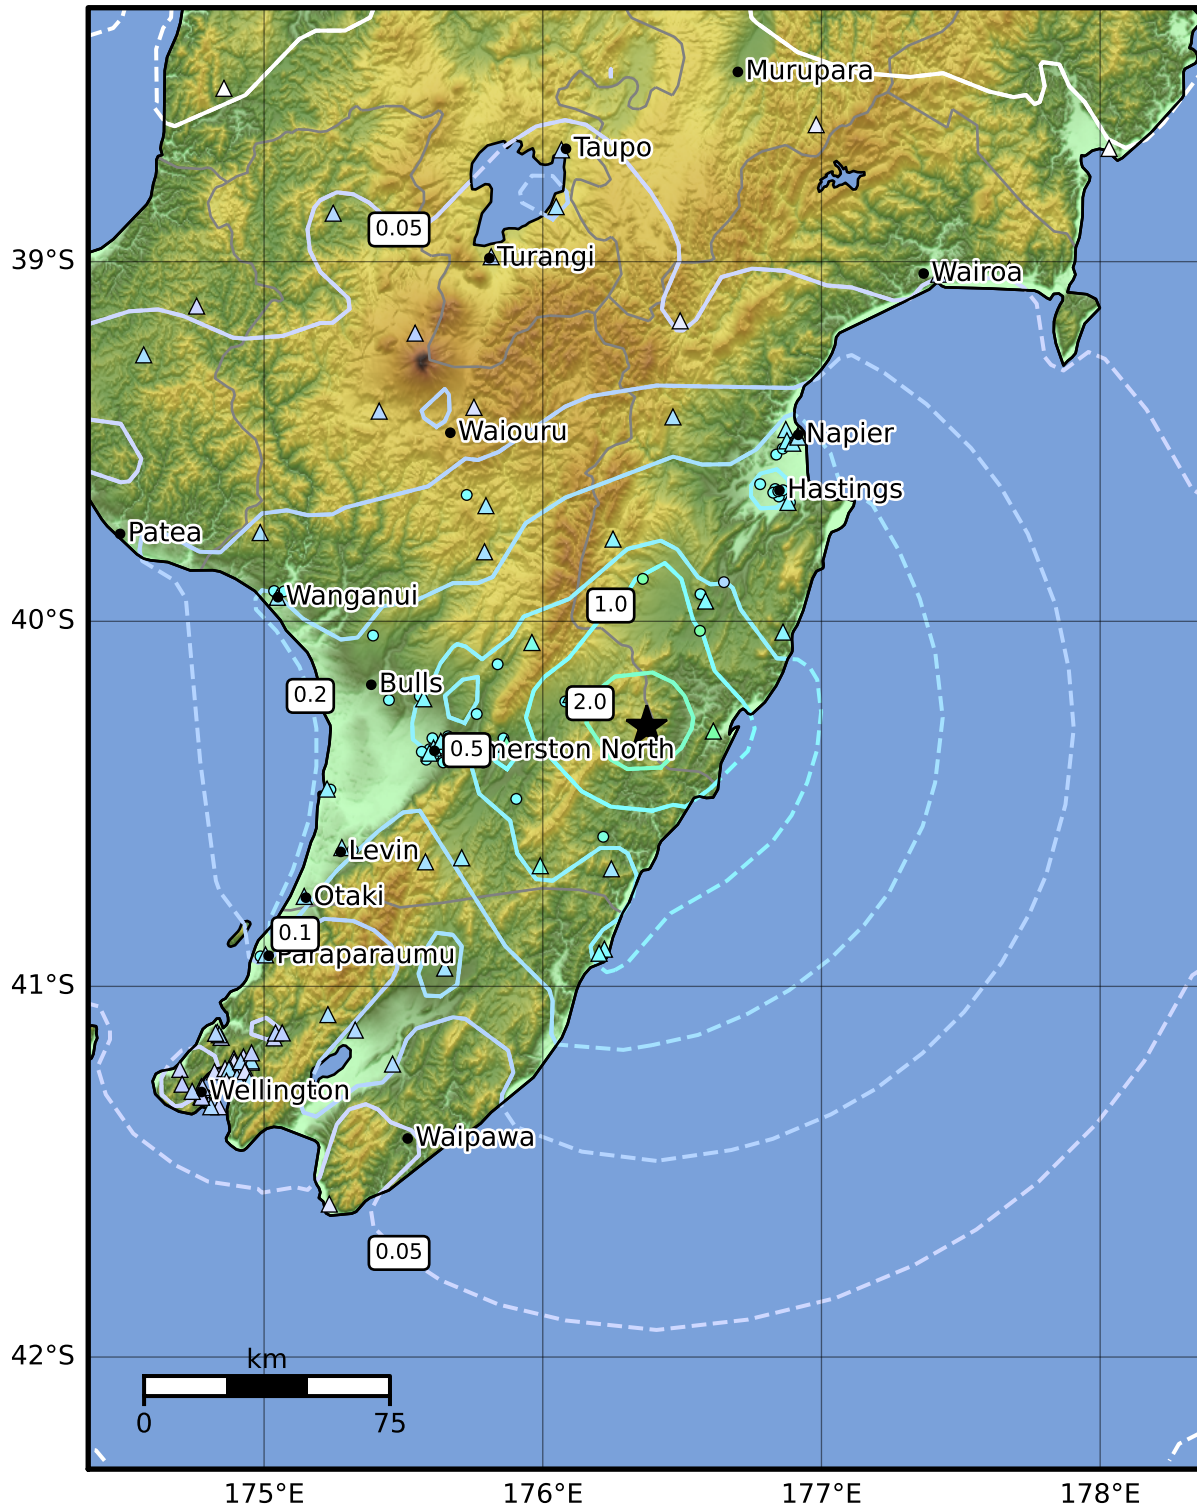 Murupara
Taupo
0.05
39°S
Turangi
Wairoa
Waiouru
Napier
Hastings
Patea
Wanganui
1.0
40°S
Bulls
0.2
2.0
0.5
merston North
Levin
Otaki
0.1
Paraparaumu
41°S
Wellington
Waipawa
0.05
42°S
km
0
75
175°E
176°E
177°E
178°E